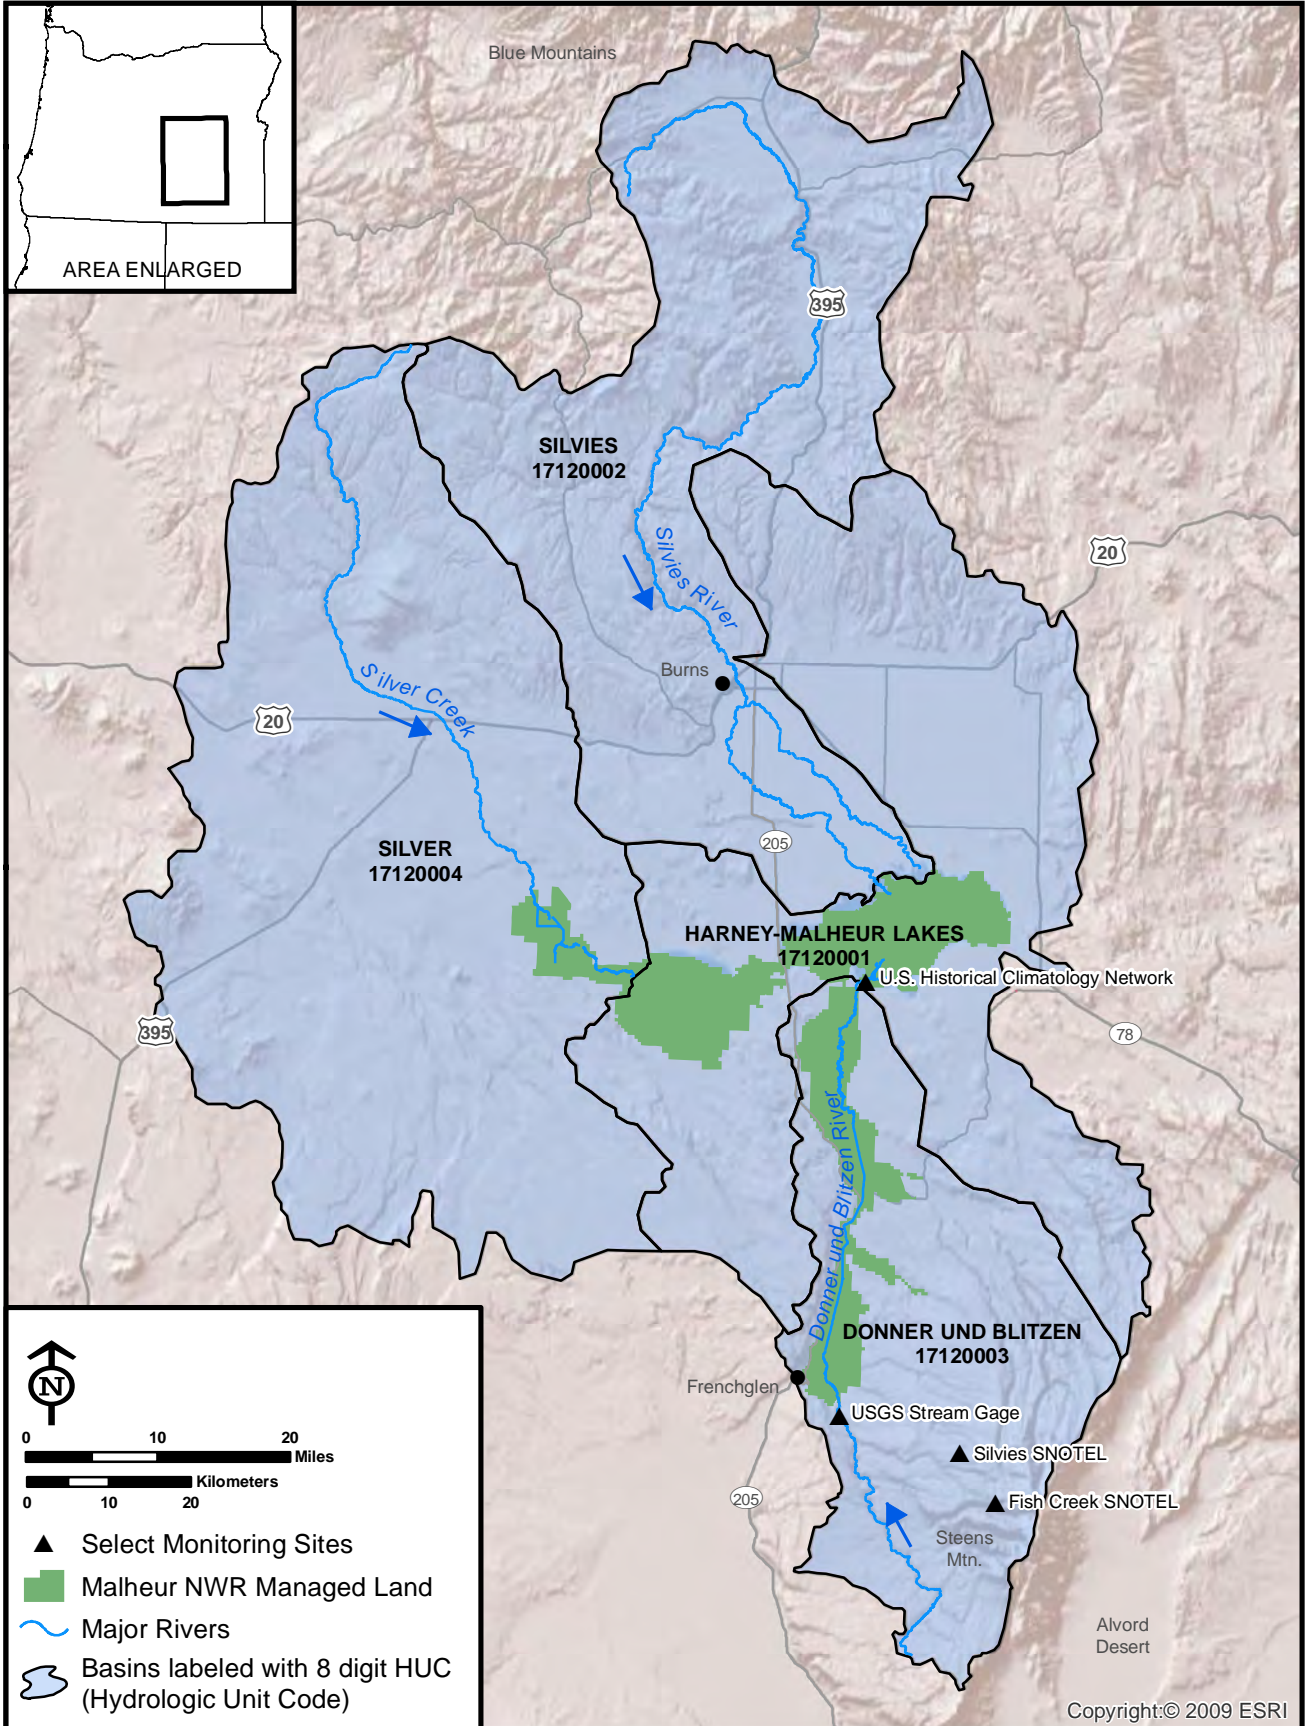 Blue Mountains
AREA ENLARGED
395
SILVIES
17120002
Silvies River
20
Burns
Silver Creek
20
205
SILVER
17120004
HARNEY-MALHEUR LAKES
17120001
U.S. Historical Climatology Network
395
78
Donner und Blitzen River
DONNER UND BLITZEN
17120003
Frenchglen
USGS Stream Gage
Silvies SNOTEL
205
Fish Creek SNOTEL
Steens
Mtn.
Alvord
Desert
N
0 10 20
Miles
Kilometers
0 10 20
Select Monitoring Sites
Malheur NWR Managed Land
Major Rivers
Basins labeled with 8 digit HUC
(Hydrologic Unit Code)
Copyright:© 2009 ESRI